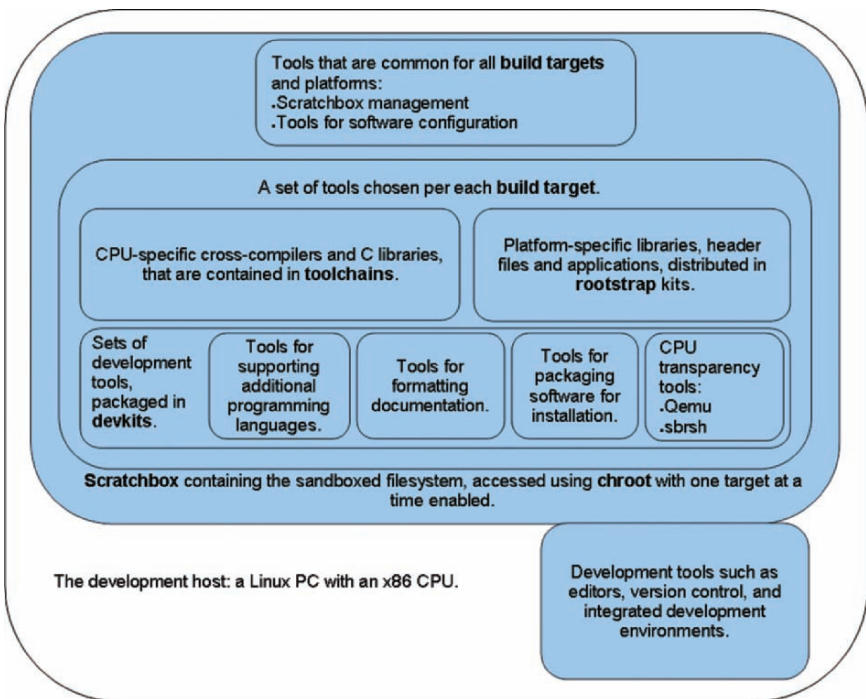 Tools that are common for all build targets
and platforms:
.Scratchbox management
.Tools for software configuration
A set of tools chosen per each build target.
CPU-specific cross-compilers and C libraries,
that are contained in toolchains.
Platform-specific libraries, header
files and applications, distributed in
rootstrap kits.
Sets of
development
tools,
packaged in
devkits.
Tools for
supporting
additional
programming
languages.
Tools for
formatting
documentation.
Tools for
packaging
software for
installation.
CPU
transparency
tools:
.Qemu
.sbrsh
Scratchbox containing the sandboxed filesystem, accessed using chroot with one target at a
time enabled.
The development host: a Linux PC with an x86 CPU.
Development tools such as
editors, version control, and
integrated development
environments.